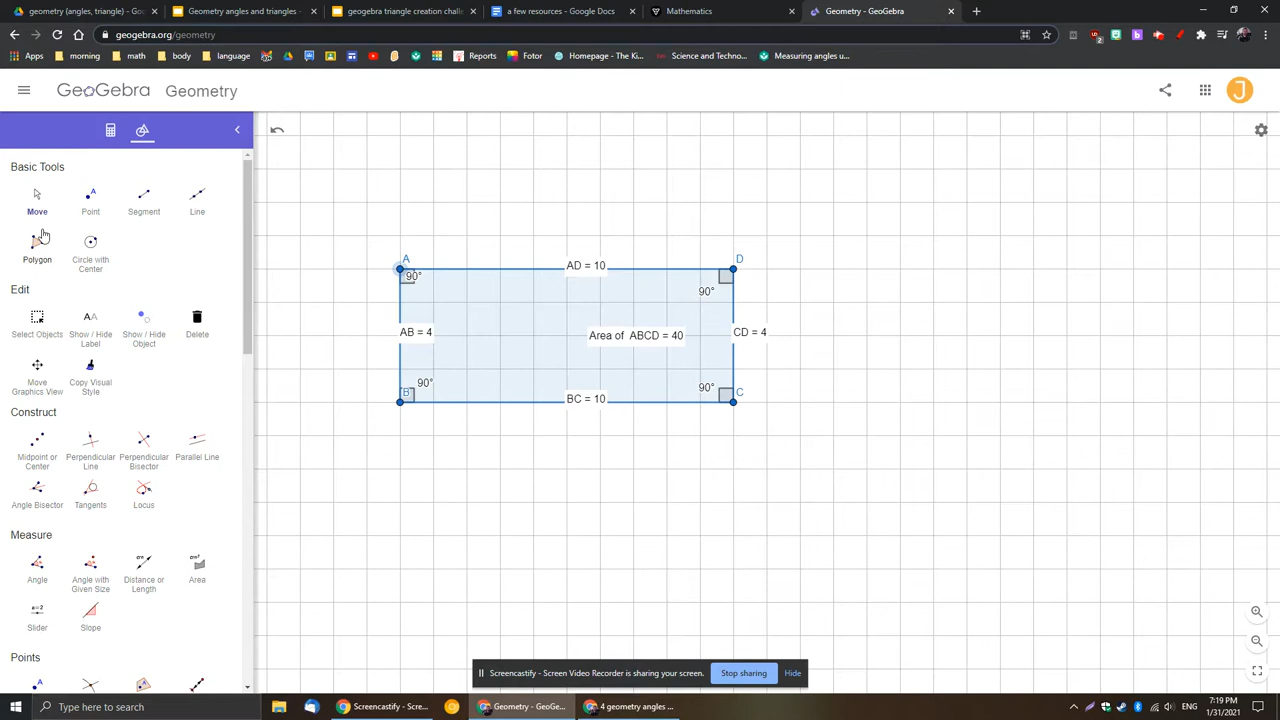 geometry (angles, triangle) - Go
Geometry angles and triangles -
geogebra triangle creation chall
a few resources - Google Docs
Mathematics
Geometry - GeoGebra
geogebra.org/geometry
Apps
morning
math
body
language
Reports
Fotor
Homepage - The Ki...
Science and Techno...
Measuring angles u...
GeoGebra Geometry
J
Basic Tools
Move
Point
Segment
Line
Polygon
Circle with Center
Edit
Select Objects
Show / Hide Label
Show / Hide Object
Delete
Move Graphics View
Copy Visual Style
Construct
Midpoint or Center
Perpendicular Line
Perpendicular Bisector
Parallel Line
Angle Bisector
Tangents
Locus
Measure
Angle
Angle with Given Size
Distance or Length
Area
Slider
Slope
Points
A
D
90°
AD = 10
90°
AB = 4
Area of ABCD = 40
CD = 4
B
90°
BC = 10
90°
C
Screencastify - Screen Video Recorder is sharing your screen.
Stop sharing
Hide
Type here to search
Screencastify - Scre...
Geometry - GeoGe...
4 geometry angles ...
7:19 PM
1/31/2021